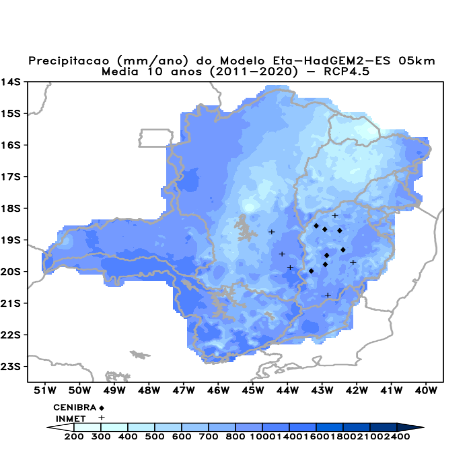 Precipitacao (mm/ano) do Modelo Eta-HadGEM2-ES 05km
Media 10 anos (2011-2020) - RCP4.5
14S
15S
16S
17S
18S
19S
20S
21S
22S
23S
51W 50W 49W 48W 47W 46W 45W 44W 43W 42W 41W 40W
CENIBRA
INMET
200 300 400 500 600 700 800 1000 1400 1600 1800 2100 2400